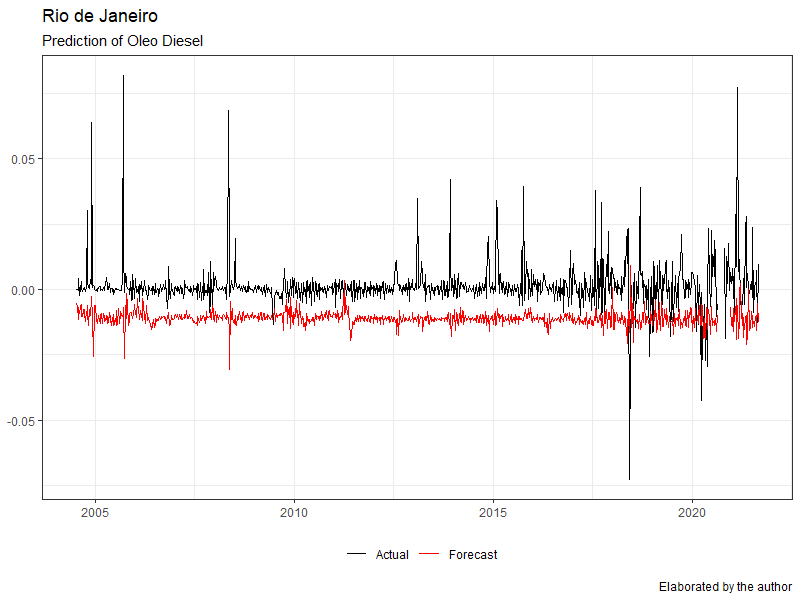 Rio de Janeiro
Prediction of Oleo Diesel
0.05
0.00
-0.05
2005 2010 2015 2020
Actual Forecast
Elaborated by the author